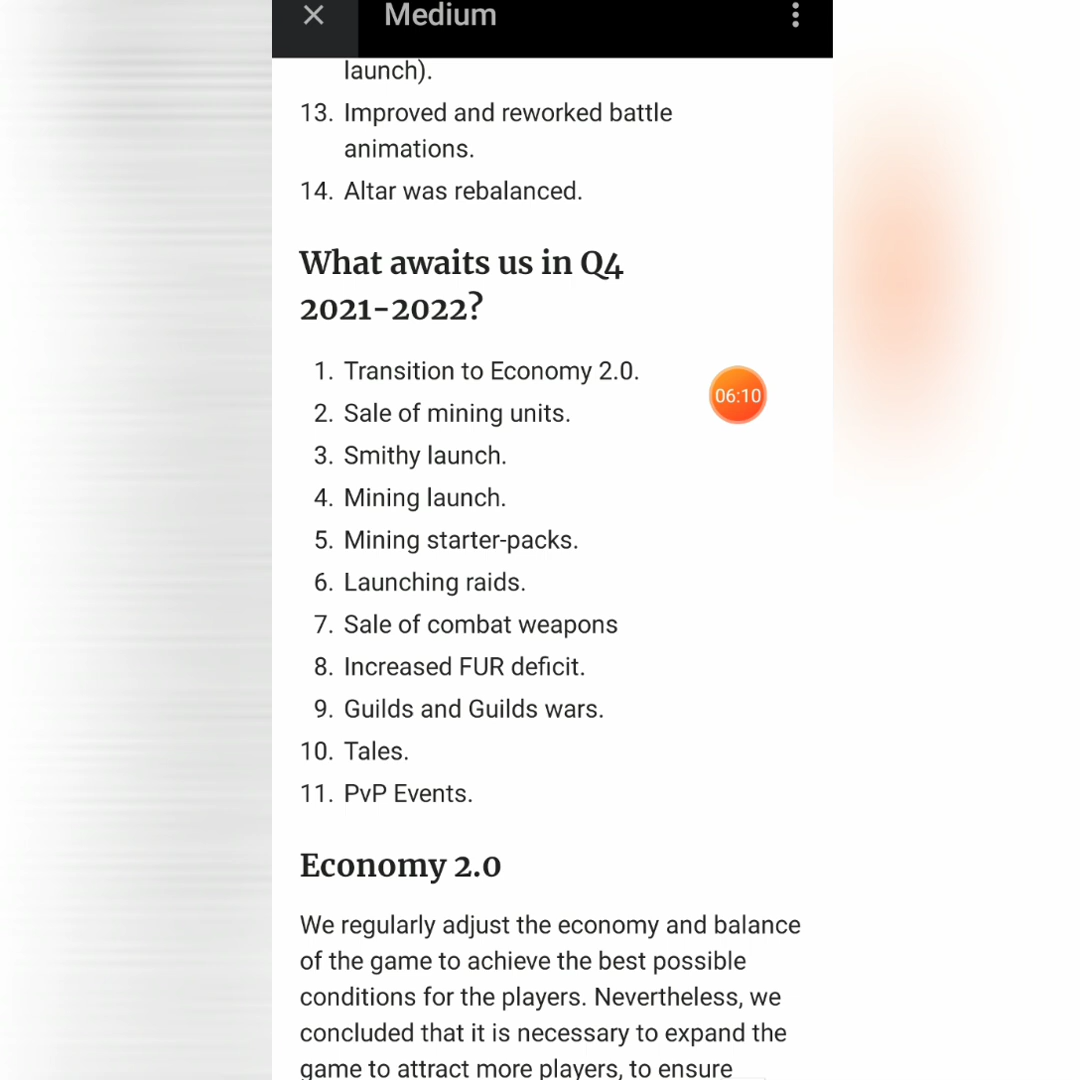 Medium
launch).
13. Improved and reworked battle
animations.
14. Altar was rebalanced.
What awaits us in Q4
2021-2022?
1. Transition to Economy 2.0.
06:10
2. Sale of mining units.
3. Smithy launch.
4. Mining launch.
5. Mining starter-packs.
6. Launching raids.
7. Sale of combat weapons
8. Increased FUR deficit.
9. Guilds and Guilds wars.
10. Tales.
11. PvP Events.
Economy 2.0
We regularly adjust the economy and balance
of the game to achieve the best possible
conditions for the players. Nevertheless, we
concluded that it is necessary to expand the
game to attract more players, to ensure